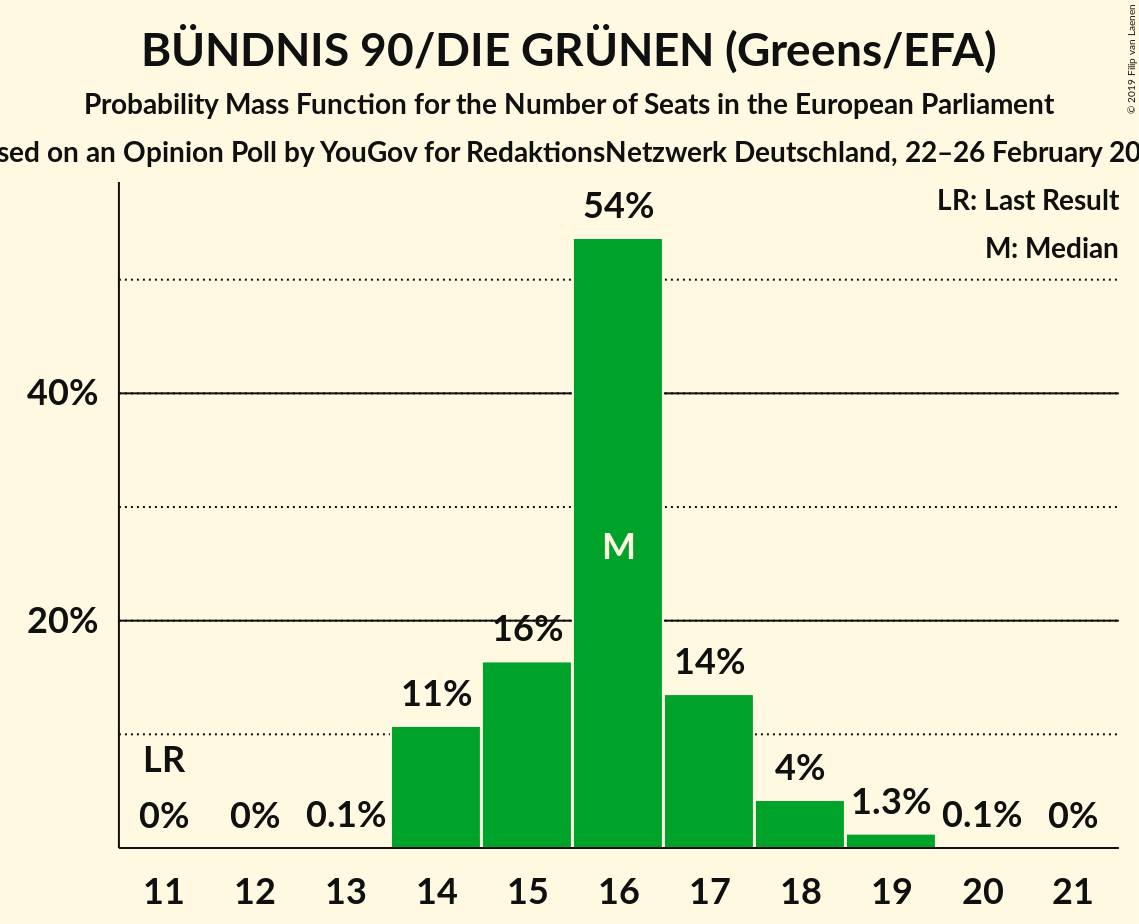 BÜNDNIS 90/DIE GRÜNEN (Greens/EFA)
Probability Mass Function for the Number of Seats in the European Parliament
sed on an Opinion Poll by YouGov for RedaktionsNetzwerk Deutschland, 22–26 February 20
© 2019 Filip van Laenen
LR: Last Result
M: Median
54%
40%
M
20%
16%
14%
11%
LR
4%
1.3%
0% 0% 0.1% 0.1% 0%
11 12 13 14 15 16 17 18 19 20 21